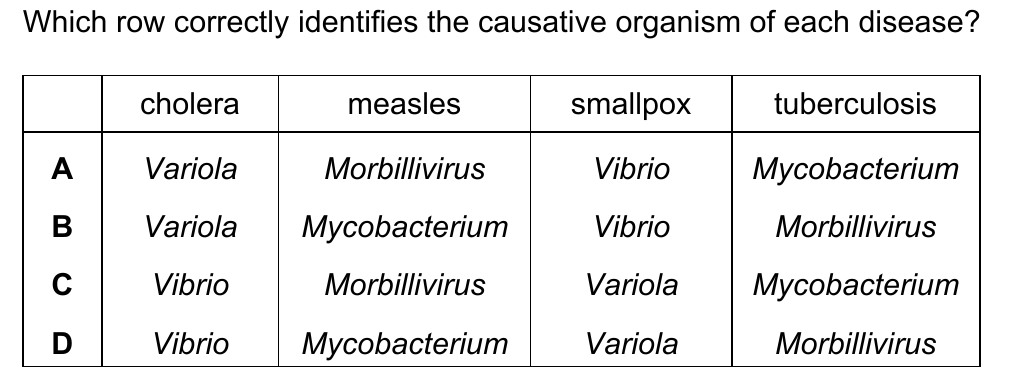 Which row correctly identifies the causative organism of each disease?
cholera measles smallpox tuberculosis
A Variola Morbillivirus Vibrio Mycobacterium
B Variola Mycobacterium Vibrio Morbillivirus
C Vibrio Morbillivirus Variola Mycobacterium
D Vibrio Mycobacterium Variola Morbillivirus